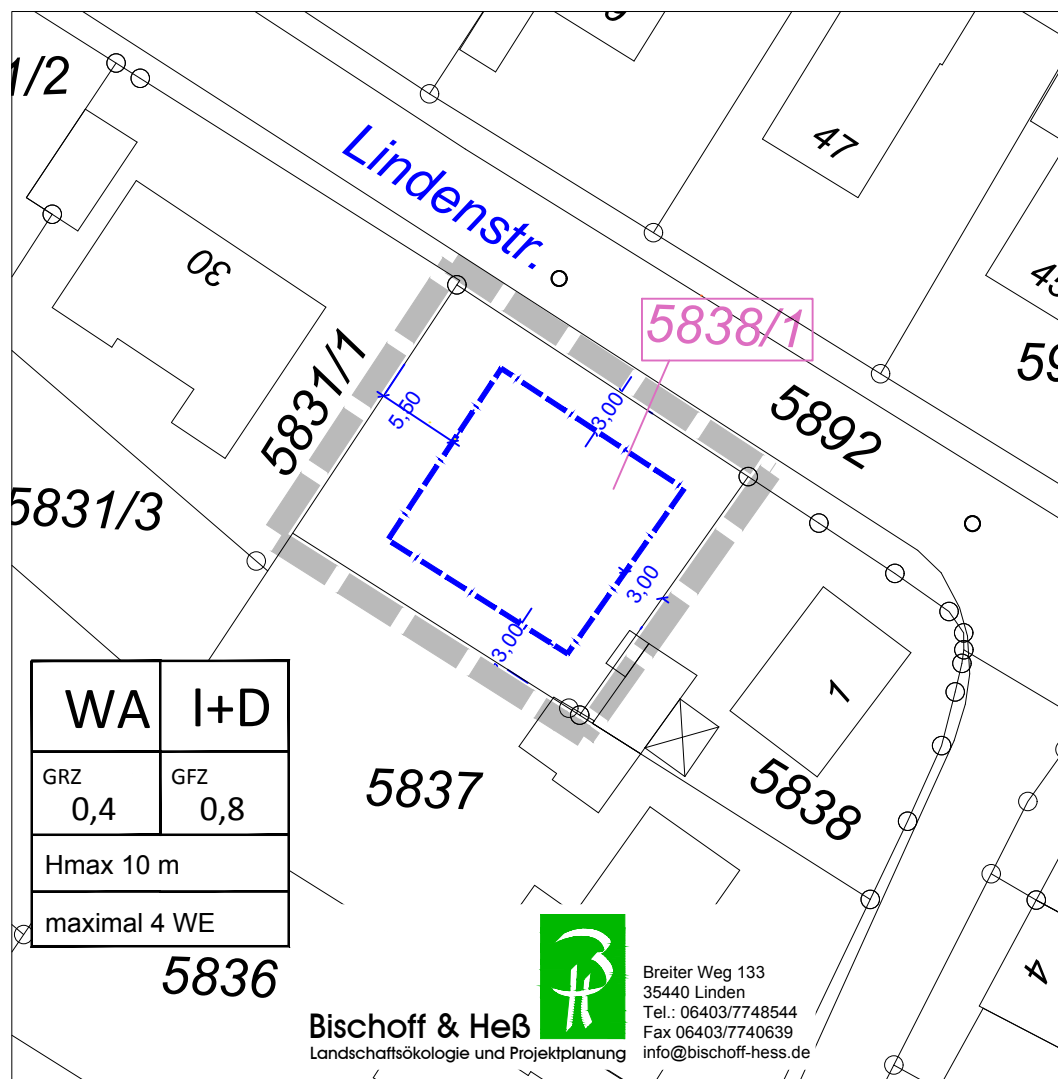 1/2
47
Lindenstr.
30
45
5838/1
59
5831/1
5,50
3,00
5892
5831/3
3,00
3,00
WA
I+D
1
GRZ
0,4
GFZ
0,8
5837
5838
Hmax 10 m
maximal 4 WE
5836
4
Bischoff & Heß
Landschaftsökologie und Projektplanung
Breiter Weg 133
35440 Linden
Tel.: 06403/7748544
Fax 06403/7740639
info@bischoff-hess.de